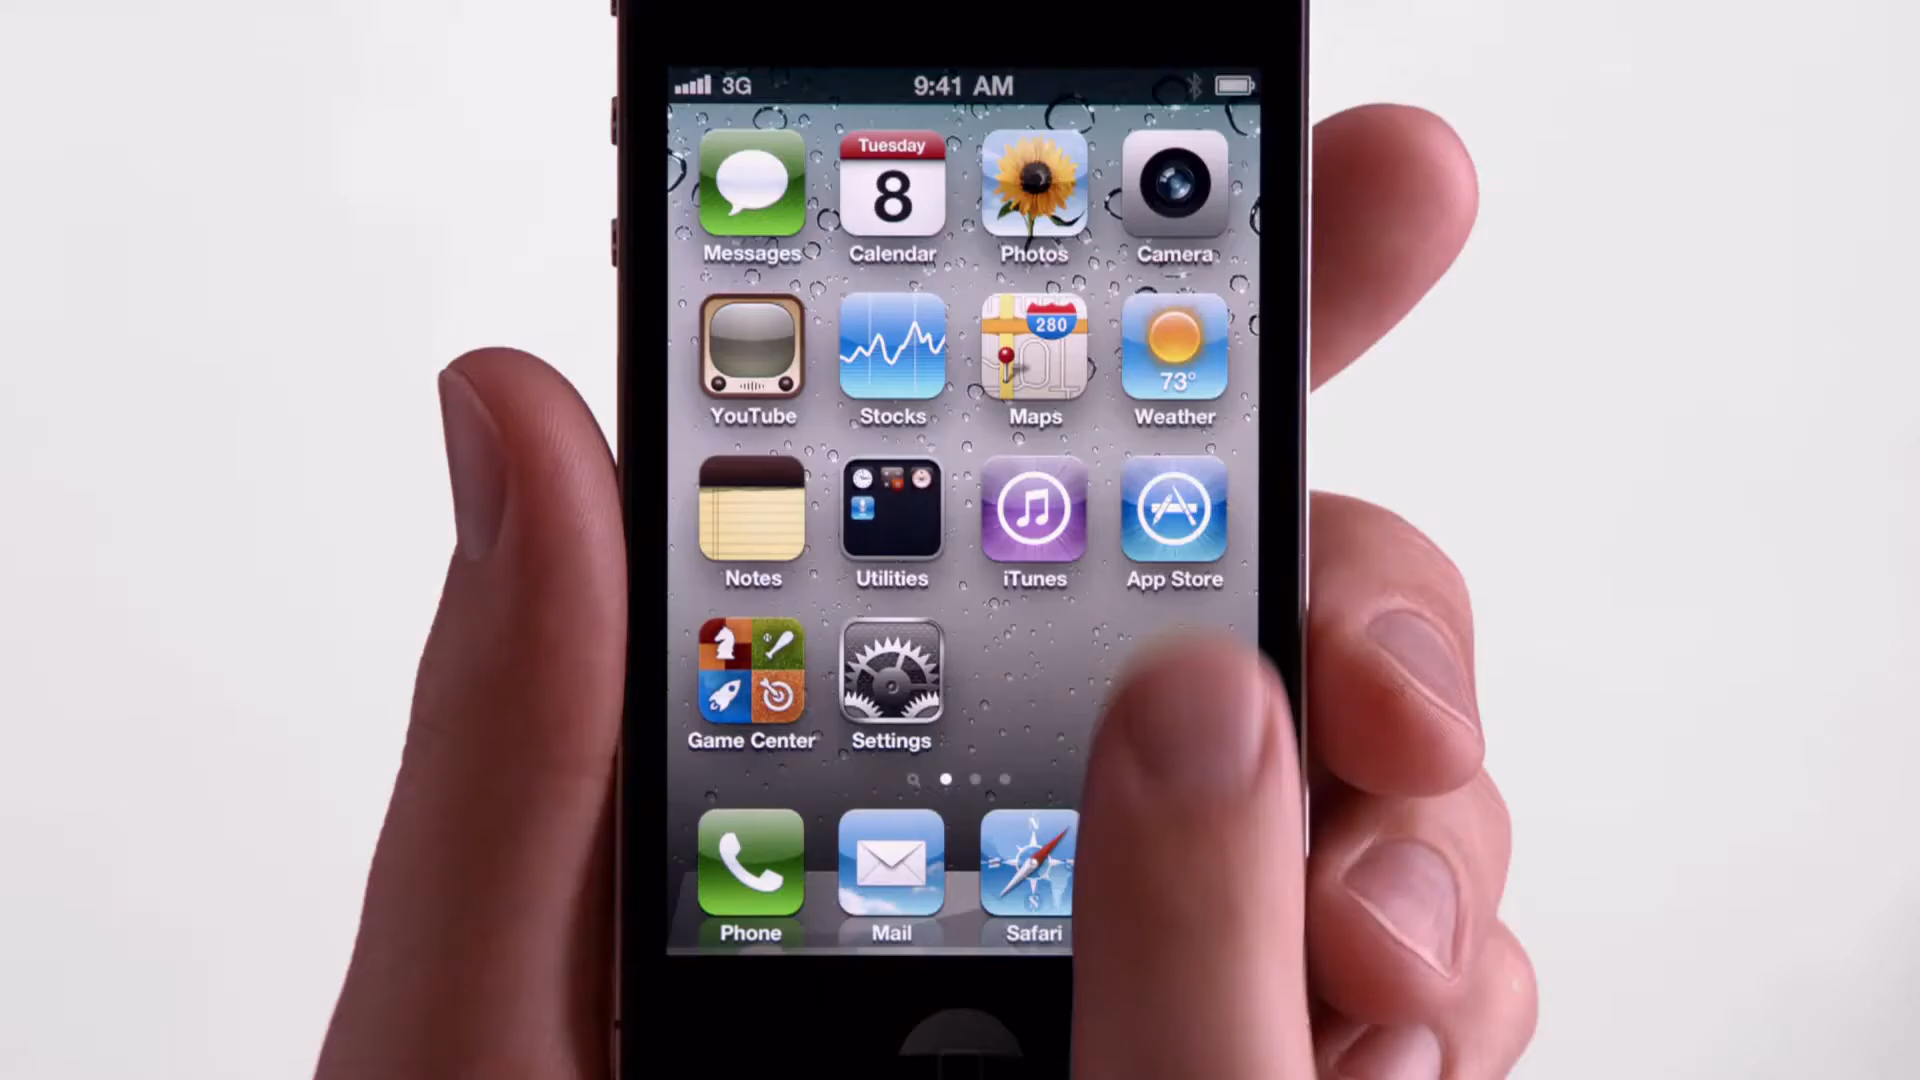 3G 9:41 AM
Tuesday
8
Messages Calendar Photos Camera
280
73°
YouTube Stocks Maps Weather
Notes Utilities iTunes App Store
Game Center Settings
N
S
Phone Mail Safari